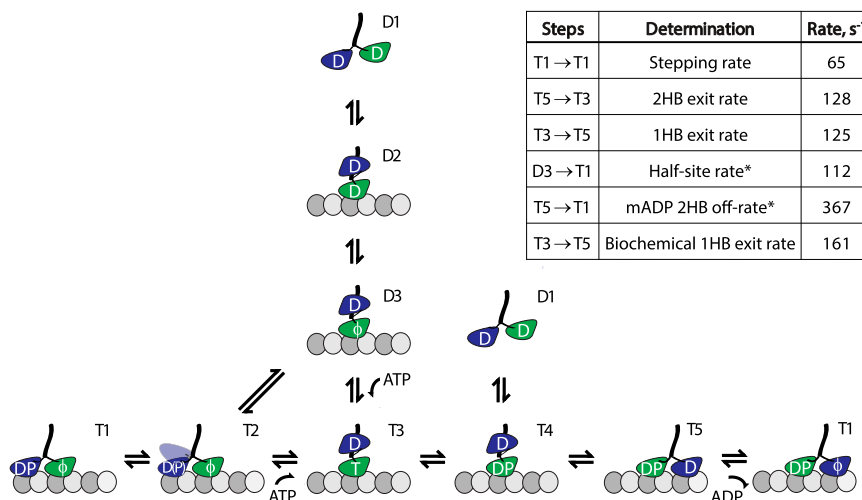 D1
D D
D2
D
D
D3
D
ϕ
ATP
D1
D D
T1
DP ϕ
T2
D(P) ϕ
ATP
T3
D
T
T4
D
DP
T5
DP D
ADP
T1
DP ϕ
Steps Determination Rate, s⁻¹
T1→T1 Stepping rate 65
T5→T3 2HB exit rate 128
T3→T5 1HB exit rate 125
D3→T1 Half-site rate* 112
T5→T1 mADP 2HB off-rate* 367
T3→T5 Biochemical 1HB exit rate 161